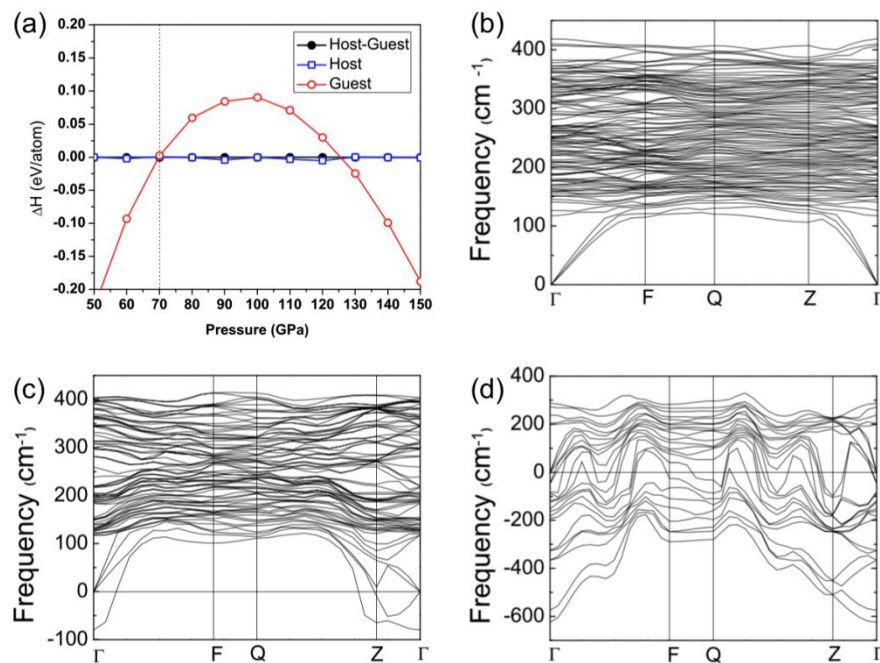 (a)
0.20
0.15
0.10
0.05
0.00
-0.05
-0.10
-0.15
-0.20
ΔH (eV/atom)
Host-Guest
Host
Guest
50 60 70 80 90 100 110 120 130 140 150
Pressure (GPa)
(b)
400
300
200
100
0
Frequency (cm -1)
Γ F Q Z Γ
(c)
400
300
200
100
0
-100
Frequency (cm-1)
Γ F Q Z Γ
(d)
400
200
0
-200
-400
-600
Frequency (cm-1)
Γ F Q Z Γ